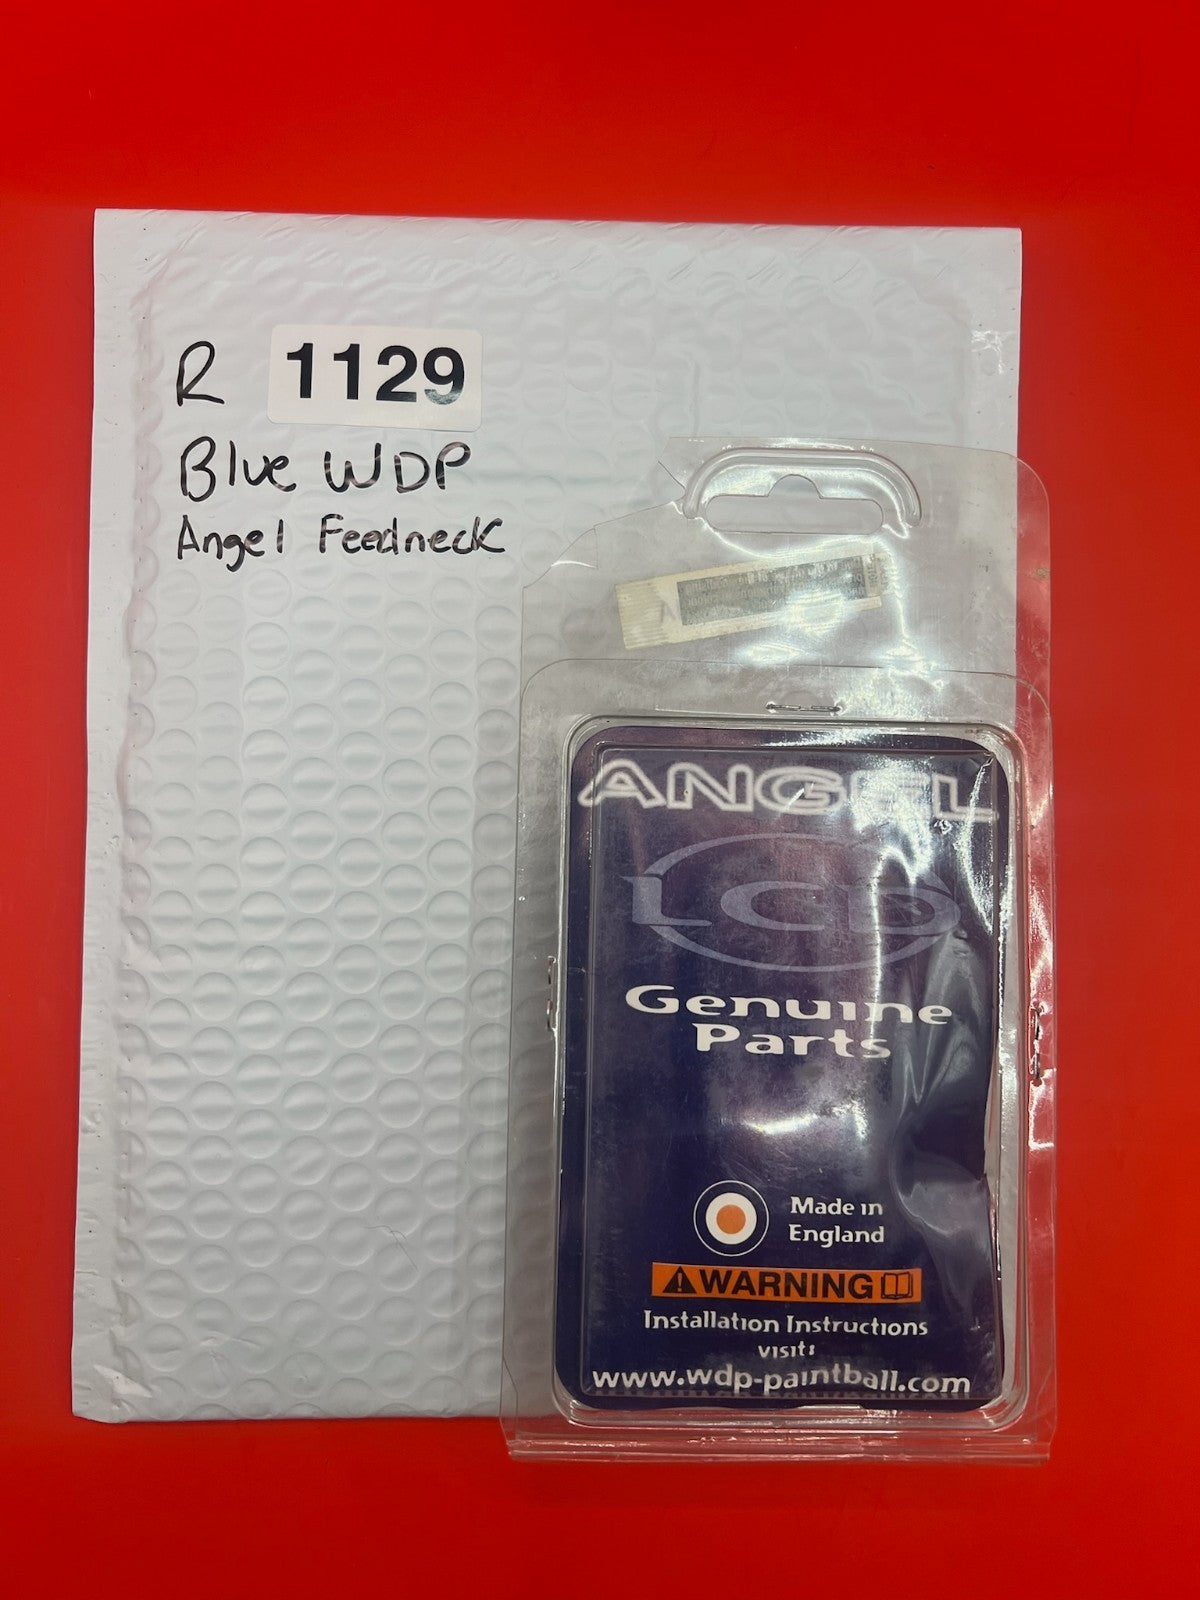 R 1129
Blue WDP
Angel Feedneck
ANGEL
LCD
Genuine
Parts
Made in
England
WARNING
Installation Instructions
visit:
www.wdp-paintball.com